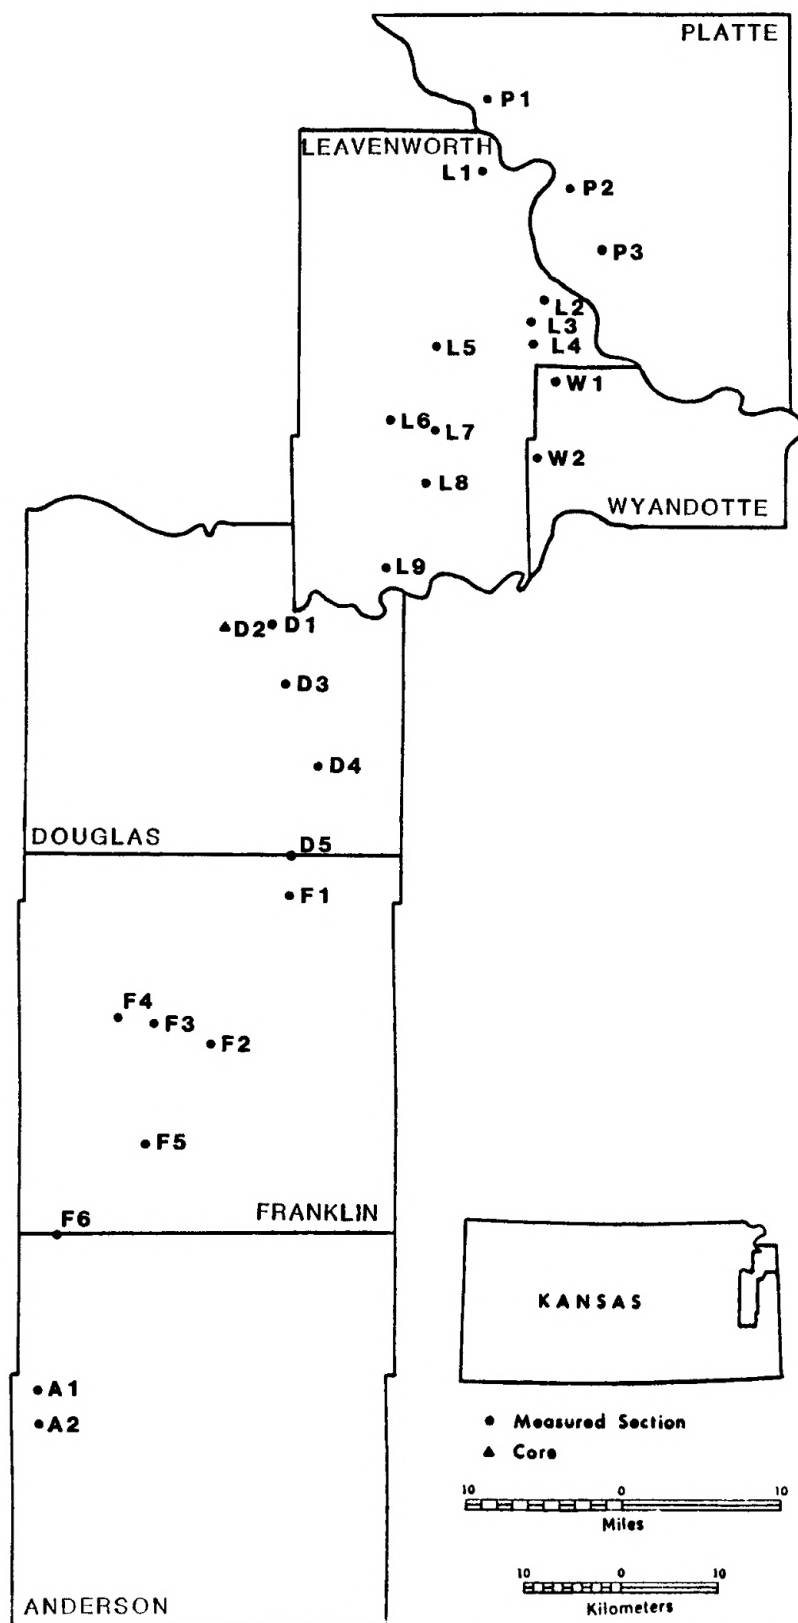 PLATTE
P1
LEAVENWORTH
L1
P2
P3
L2
L3
L4
L5
W1
L6
L7
W2
L8
WYANDOTTE
L9
D2 D1
D3
D4
DOUGLAS
D5
F1
F4
F3
F2
F5
F6
FRANKLIN
KANSAS
A1
A2
Measured Section
Core
10 0 10
Miles
10 0 10
Kilometers
ANDERSON